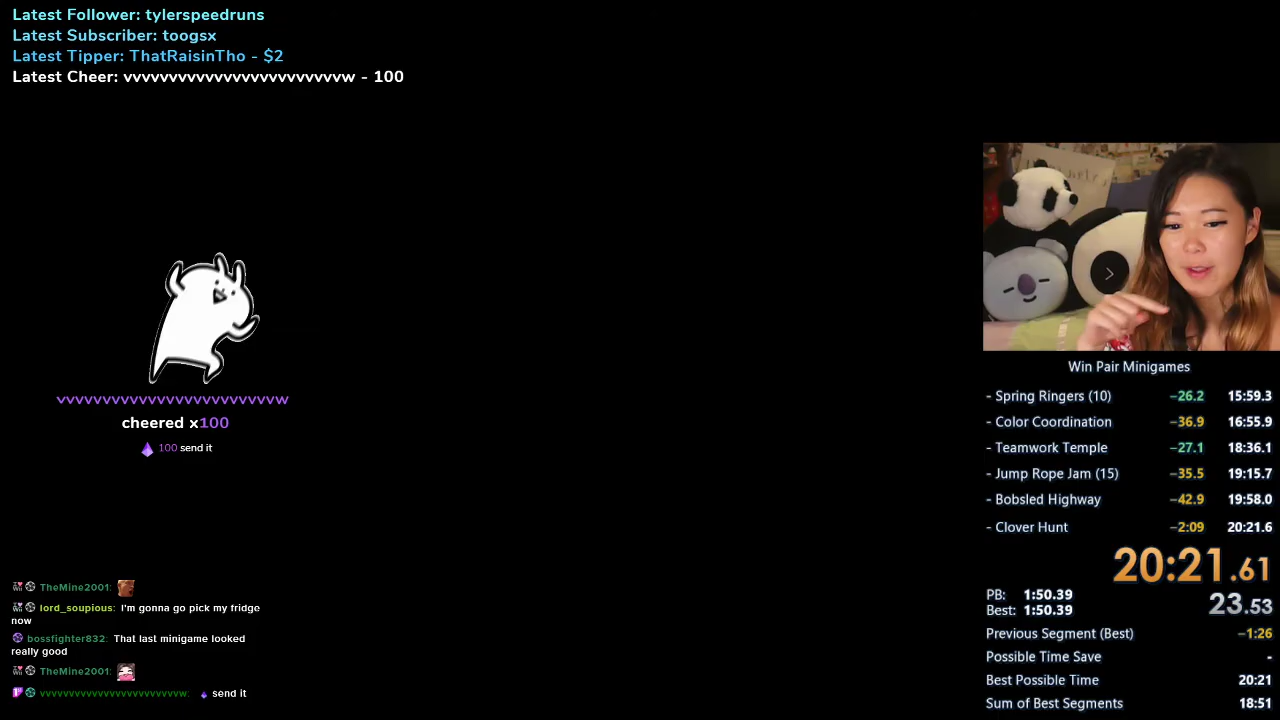 Latest Follower: tylerspeedruns
Latest Subscriber: toogsx
Latest Tipper: ThatRaisinTho - $2
Latest Cheer: vvvvvvvvvvvvvvvvvvvvvvvvw - 100
vvvvvvvvvvvvvvvvvvvvvvvvw
cheered x100
100 send it
TheMine2001:
lord_soupious: I'm gonna go pick my fridge
now
bossfighter832: That last minigame looked
really good
TheMine2001:
vvvvvvvvvvvvvvvvvvvvvvvvw: send it
Win Pair Minigames
- Spring Ringers (10) −26.2 15:59.3
- Color Coordination −36.9 16:55.9
- Teamwork Temple −27.1 18:36.1
- Jump Rope Jam (15) −35.5 19:15.7
- Bobsled Highway −42.9 19:58.0
- Clover Hunt −2:09 20:21.6
20:21.61
PB: 1:50.39
Best: 1:50.39
23.53
Previous Segment (Best) −1:26
Possible Time Save -
Best Possible Time 20:21
Sum of Best Segments 18:51